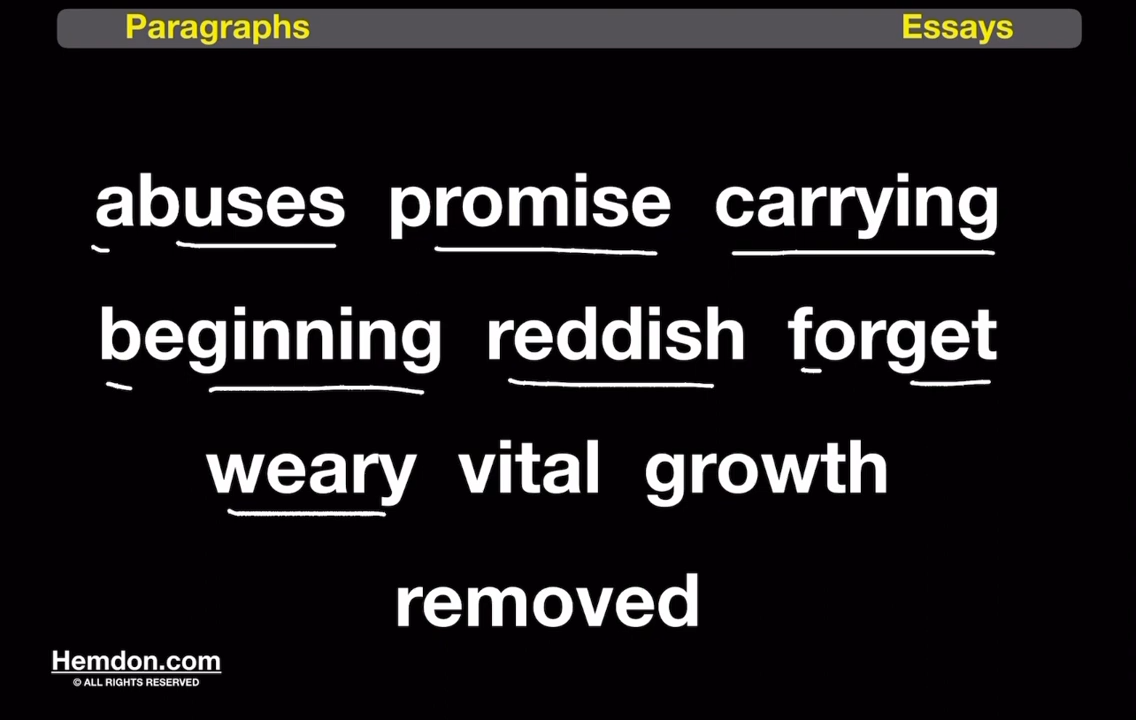 Paragraphs Essays
abuses promise carrying
beginning reddish forget
weary vital growth
removed
Hemdon.com
© ALL RIGHTS RESERVED